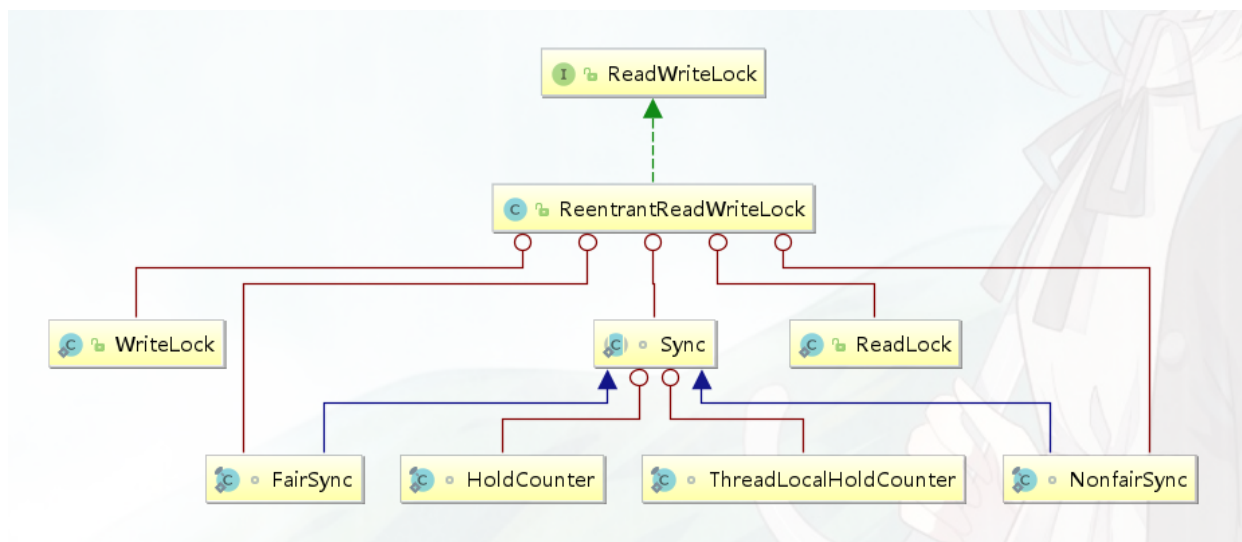 ReadWriteLock
ReentrantReadWriteLock
WriteLock
Sync
ReadLock
FairSync
HoldCounter
ThreadLocalHoldCounter
NonfairSync